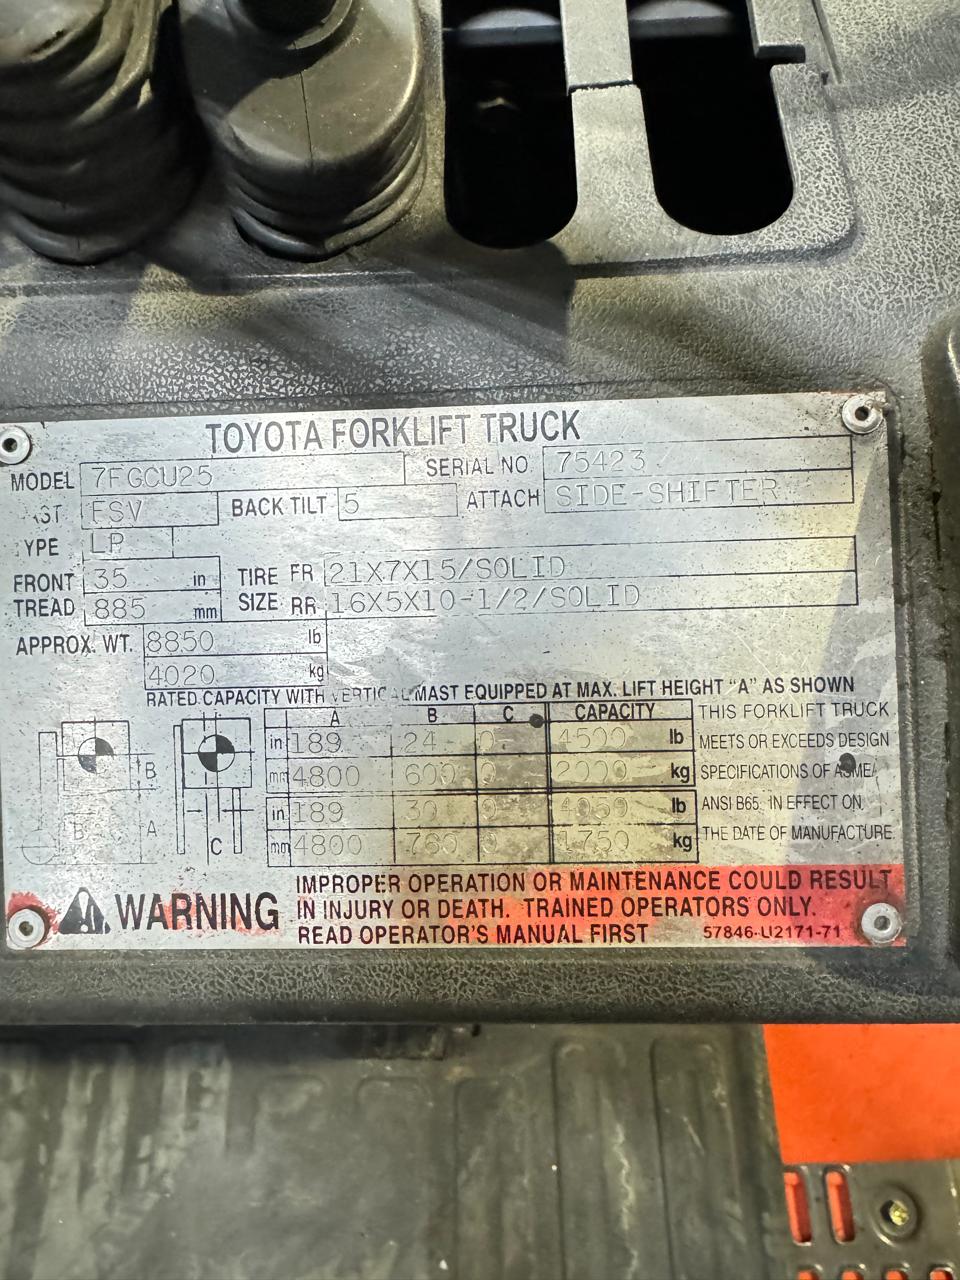 TOYOTA FORKLIFT TRUCK
MODEL 7FGCU25 SERIAL NO 75423
FSV BACK TILT 5 ATTACH SIDE-SHIFTER
YPE LP
FRONT 35 in TIRE FR 21X7X15/SOLID
TREAD 885 mm SIZE RR 16X5X10-1/2/SOLID
APPROX. WT. 8850 lb
4020 kg
RATED CAPACITY WITH VERTICAL MAST EQUIPPED AT MAX. LIFT HEIGHT "A" AS SHOWN
A B C CAPACITY
in 189 24 0 4500 lb
mm 4800 600 0 2000 kg
in 189 30 0 lb
mm 4800 760 0 1750 kg
B
A
B
C
THIS FORKLIFT TRUCK
MEETS OR EXCEEDS DESIGN
SPECIFICATIONS OF ASME/
ANSI B65. IN EFFECT ON
THE DATE OF MANUFACTURE.
WARNING
IMPROPER OPERATION OR MAINTENANCE COULD RESULT
IN INJURY OR DEATH. TRAINED OPERATORS ONLY.
READ OPERATOR'S MANUAL FIRST
57846-U2171-71